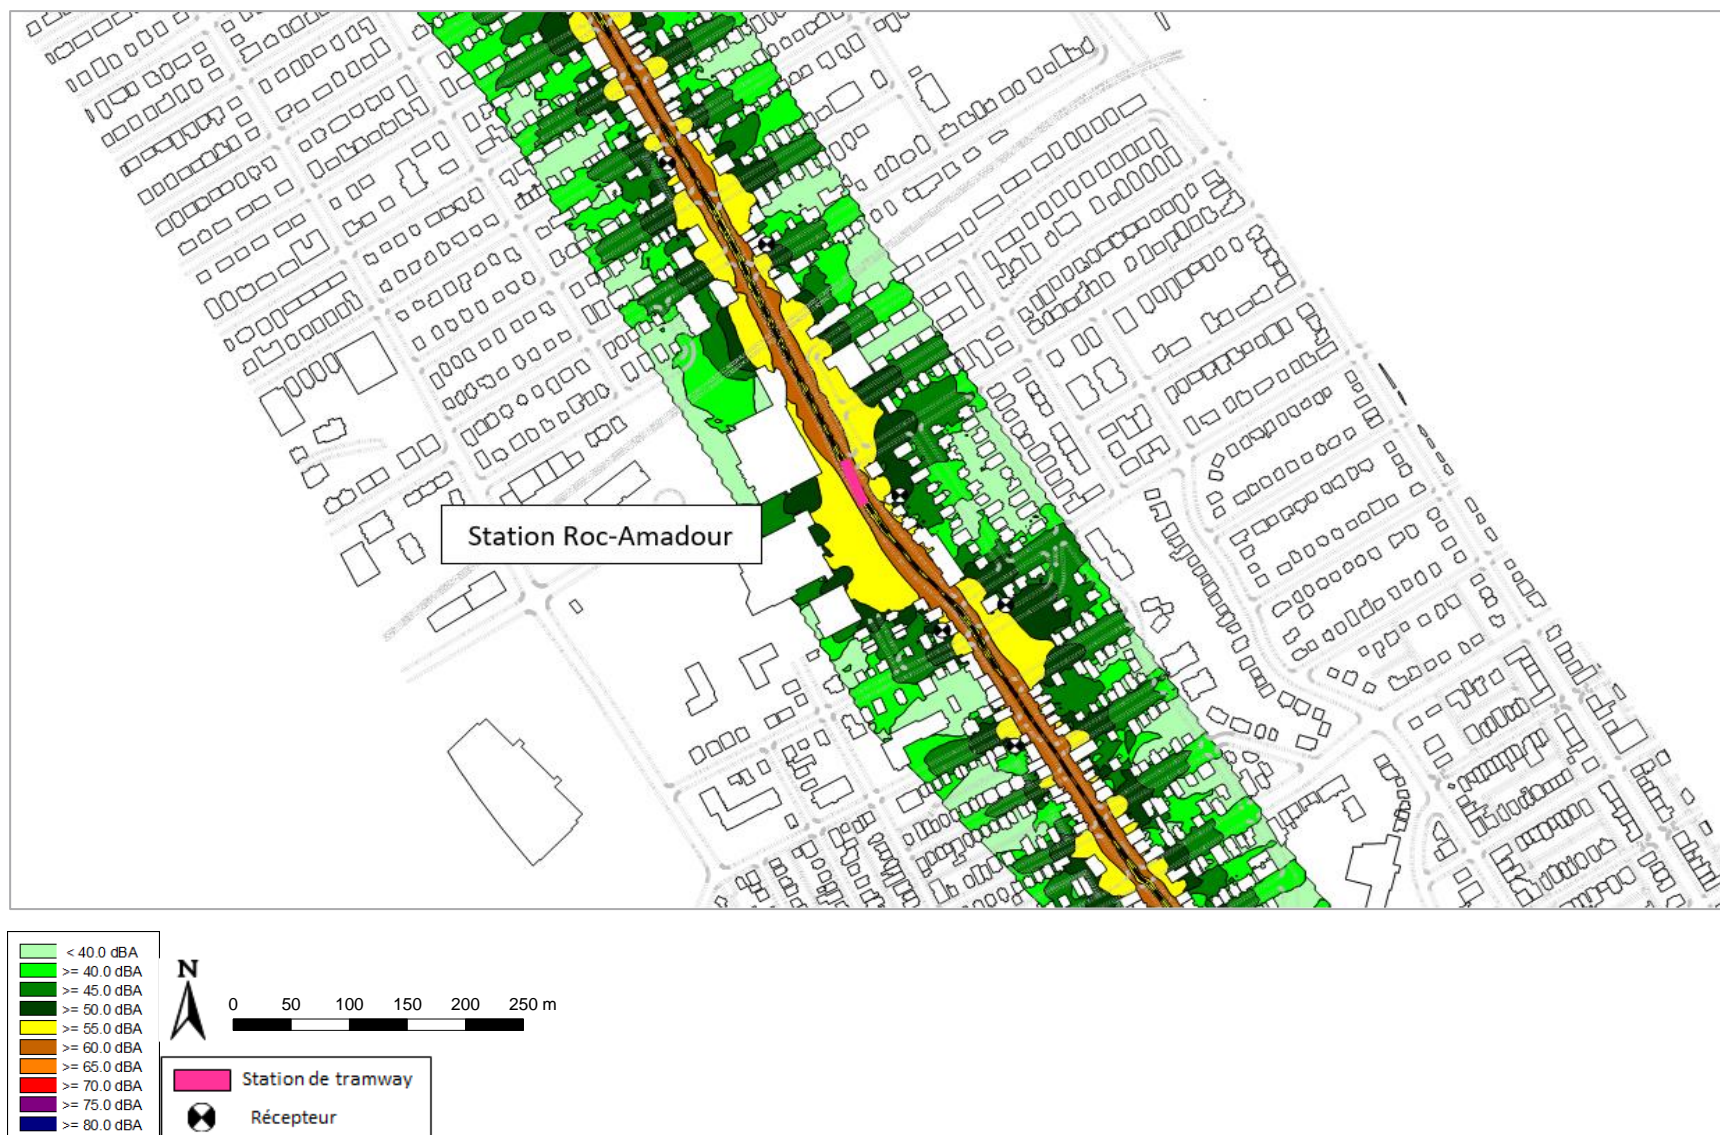 Station Roc-Amadour
< 40.0 dBA
>= 40.0 dBA
>= 45.0 dBA
>= 50.0 dBA
>= 55.0 dBA
>= 60.0 dBA
>= 65.0 dBA
>= 70.0 dBA
>= 75.0 dBA
>= 80.0 dBA
N
0 50 100 150 200 250 m
Station de tramway
Récepteur